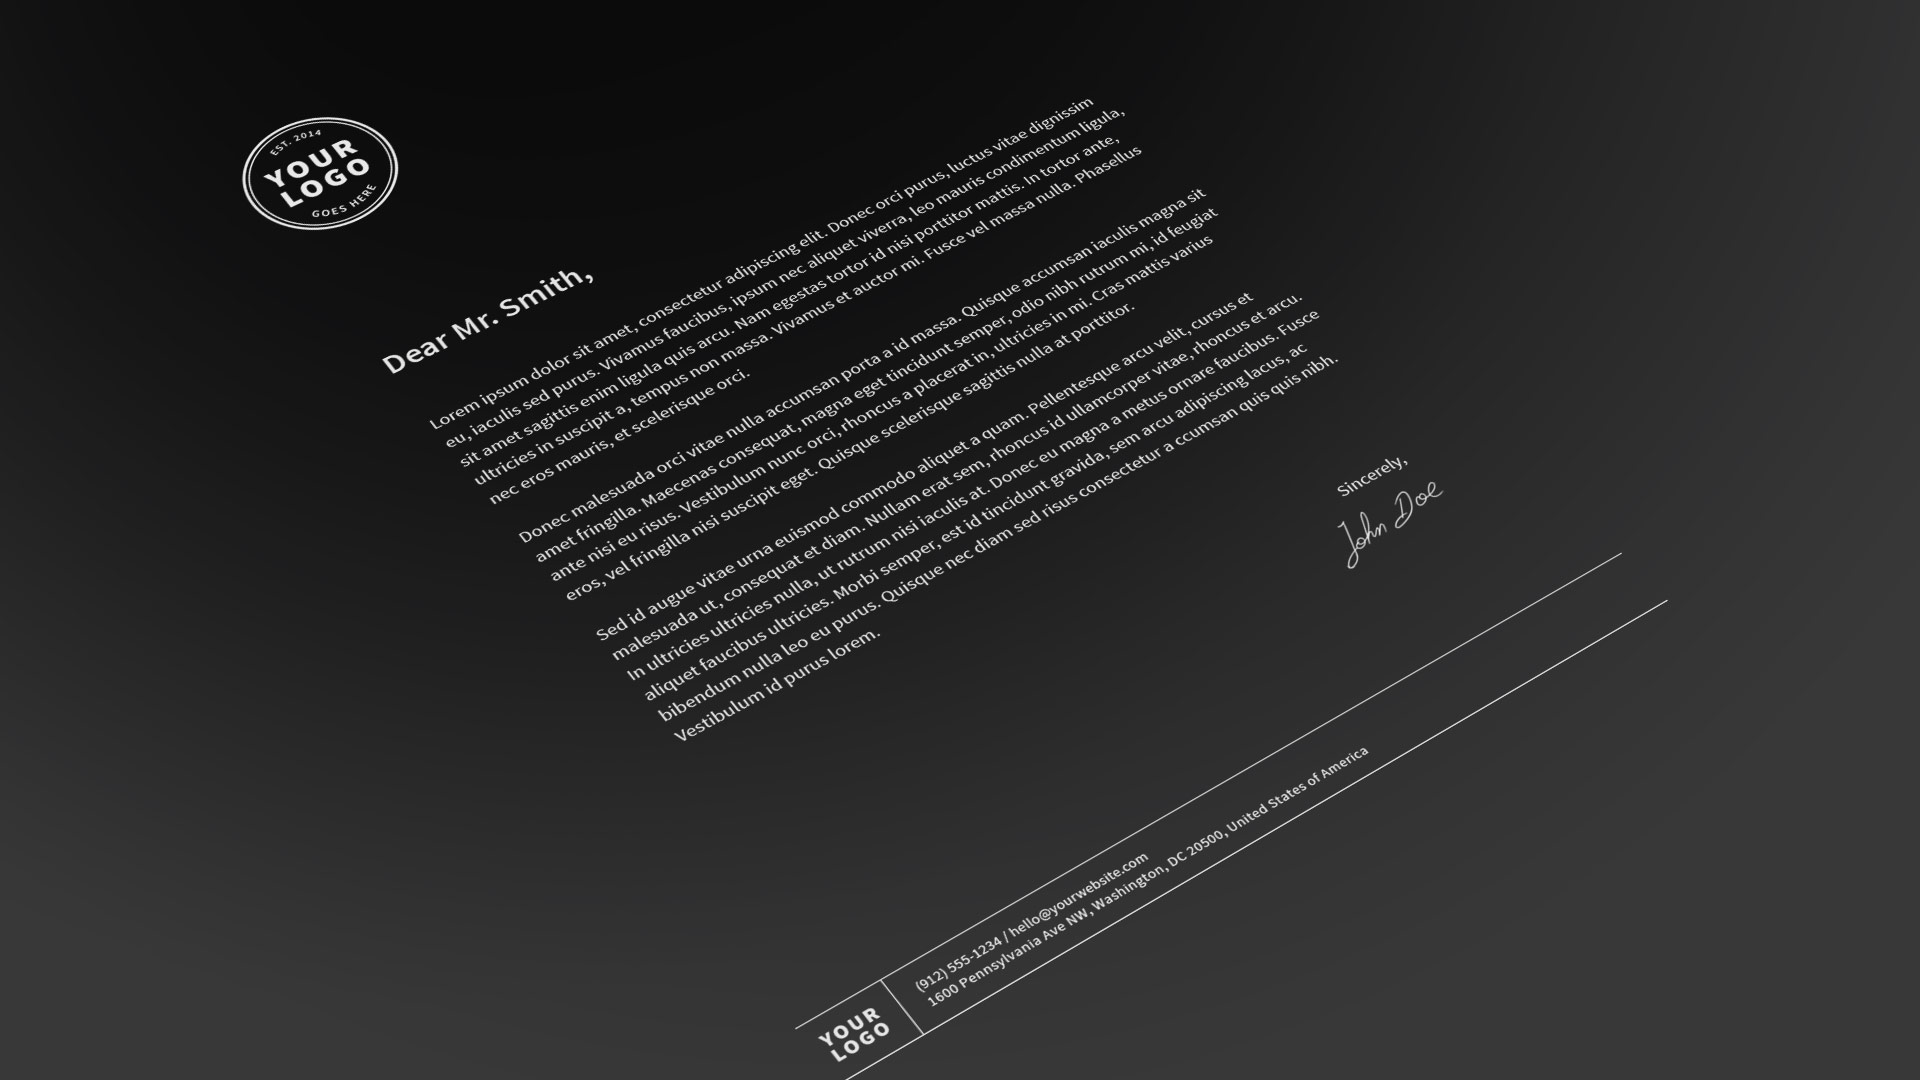 EST. 2014
YOUR
LOGO
GOES HERE
Dear Mr. Smith,
Lorem ipsum dolor sit amet, consectetur adipiscing elit. Donec orci purus, luctus vitae dignissim
eu, iaculis sed purus. Vivamus faucibus, ipsum nec aliquet viverra, leo mauris condimentum ligula,
sit amet sagittis enim ligula quis arcu. Nam egestas tortor id nisi porttitor mattis. In tortor ante,
ultricies in suscipit a, tempus non massa. Vivamus et auctor mi. Fusce vel massa nulla. Phasellus
nec eros mauris, et scelerisque orci.
Donec malesuada orci vitae nulla accumsan porta a id massa. Quisque accumsan iaculis magna sit
amet fringilla. Maecenas consequat, magna eget tincidunt semper, odio nibh rutrum mi, id feugiat
ante nisi eu risus. Vestibulum nunc orci, rhoncus a placerat in, ultricies in mi. Cras mattis varius
eros, vel fringilla nisi suscipit eget. Quisque scelerisque sagittis nulla at porttitor.
Sed id augue vitae urna euismod commodo aliquet a quam. Pellentesque arcu velit, cursus et
malesuada ut, consequat et diam. Nullam erat sem, rhoncus id ullamcorper vitae, rhoncus et arcu.
In ultricies ultricies nulla, ut rutrum nisi iaculis at. Donec eu magna a metus ornare faucibus. Fusce
aliquet faucibus ultricies. Morbi semper, est id tincidunt gravida, sem arcu adipiscing lacus, ac
bibendum nulla leo eu purus. Quisque nec diam sed risus consectetur a ccumsan quis quis nibh.
Vestibulum id purus lorem.
Sincerely,
John Doe
YOUR
LOGO
(912) 555-1234 / hello@yourwebsite.com
1600 Pennsylvania Ave NW, Washington, DC 20500, United States of America